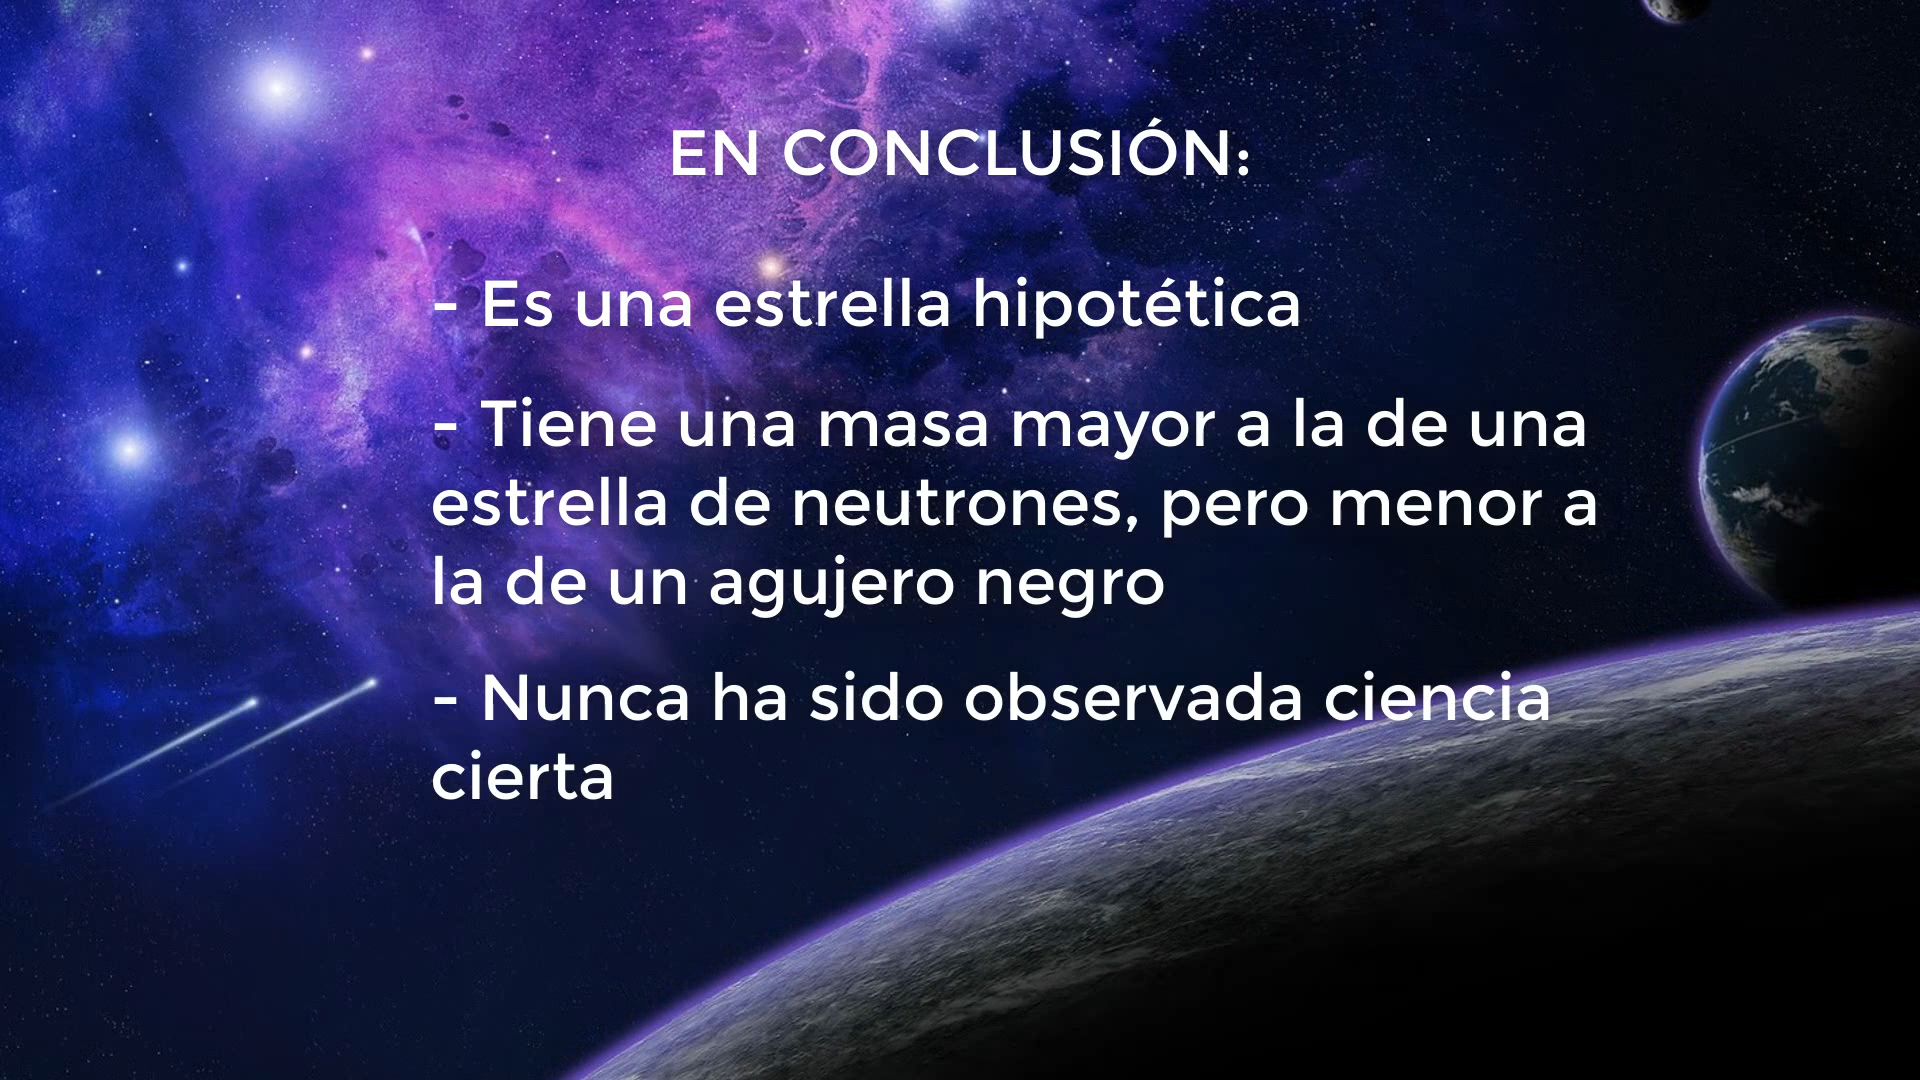 EN CONCLUSIÓN:
- Es una estrella hipotética
- Tiene una masa mayor a la de una
estrella de neutrones, pero menor a
la de un agujero negro
- Nunca ha sido observada ciencia
cierta